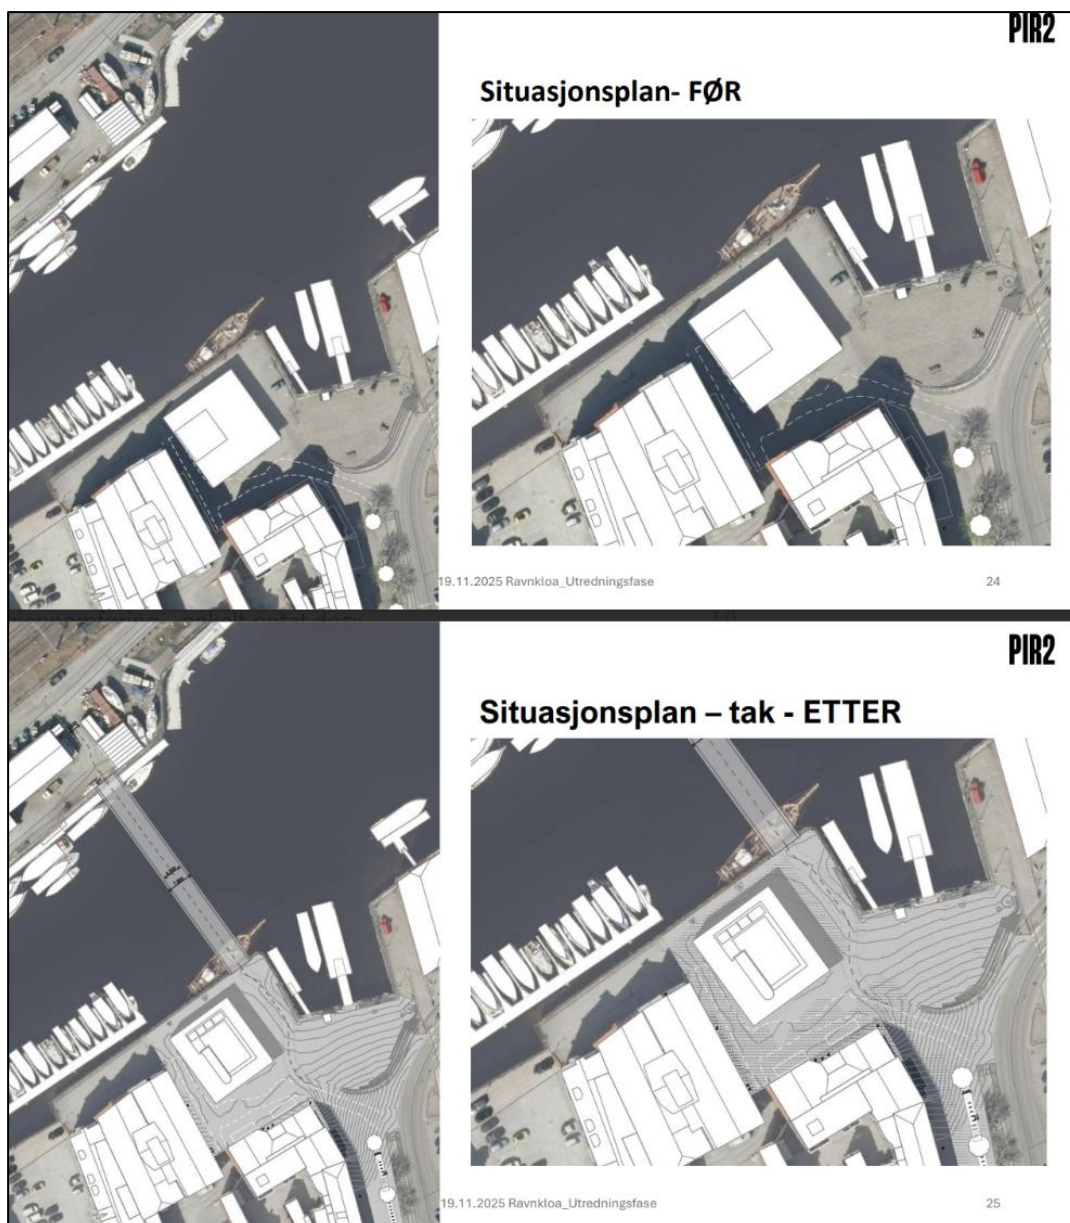 PIR2
Situasjonsplan- FØR
19.11.2025 Ravnkloa_Utredningsfase
24
PIR2
Situasjonsplan – tak - ETTER
19.11.2025 Ravnkloa_Utredningsfase
25